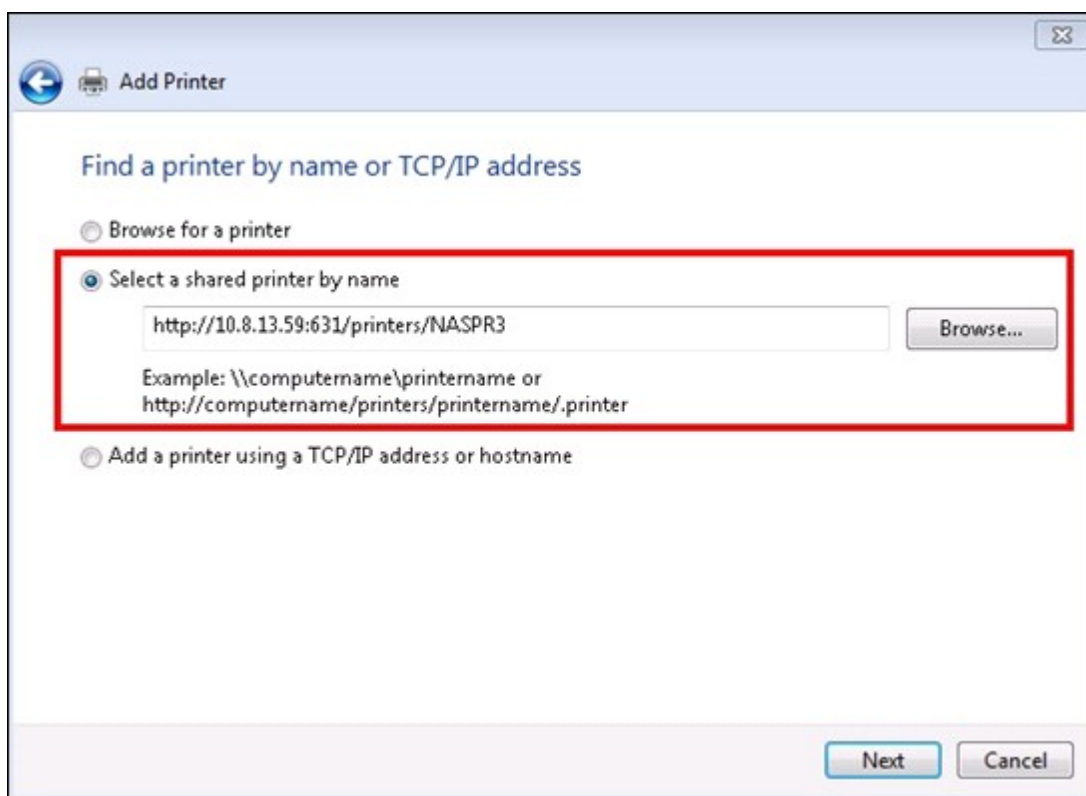 Add Printer
Find a printer by name or TCP/IP address
Browse for a printer
Select a shared printer by name
http://10.8.13.59:631/printers/NASPR3
Browse...
Example: \\computername\printername or
http://computername/printers/printername/.printer
Add a printer using a TCP/IP address or hostname
Next
Cancel